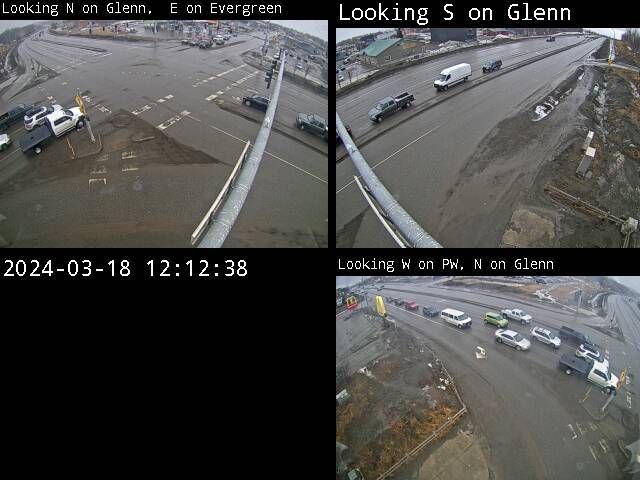 Looking N on Glenn,  E on Evergreen
Looking S on Glenn
2024-03-18 12:12:38
Looking W on PW, N on Glenn